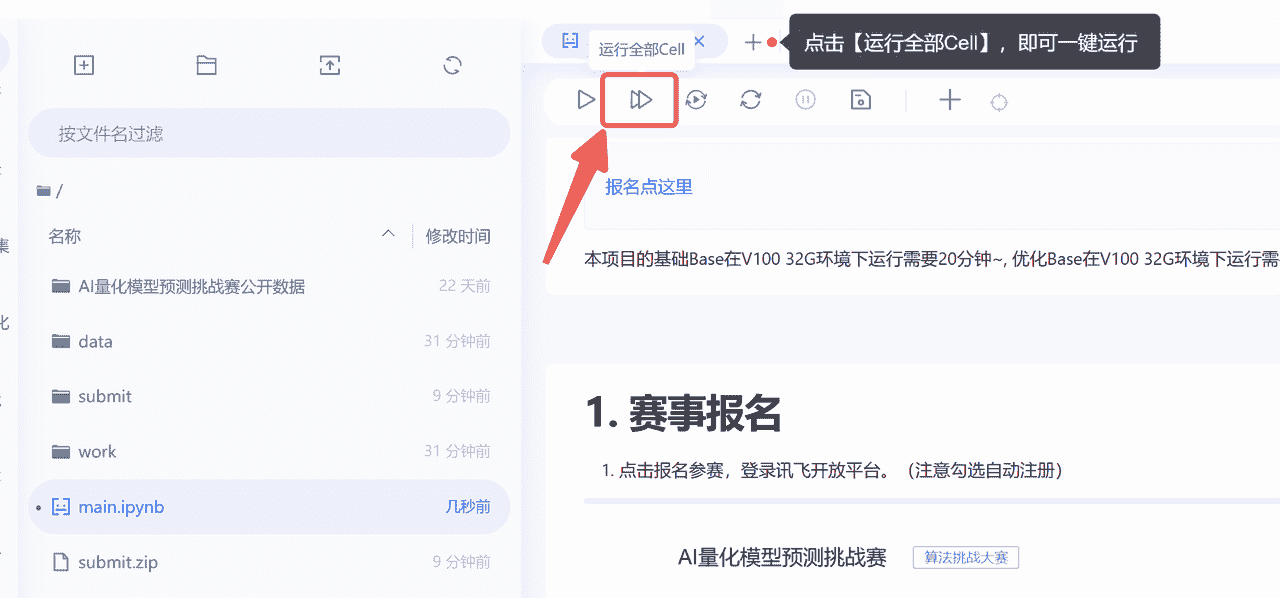 运行全部Cell
点击【运行全部Cell】，即可一键运行
按文件名过滤
/
名称
修改时间
AI量化模型预测挑战赛公开数据
22 天前
data
31 分钟前
submit
9 分钟前
work
31 分钟前
main.ipynb
几秒前
submit.zip
9 分钟前
集
化
报名点这里
本项目的基础Base在V100 32G环境下运行需要20分钟~, 优化Base在V100 32G环境下运行需
1. 赛事报名
1. 点击报名参赛，登录讯飞开放平台。（注意勾选自动注册）
AI量化模型预测挑战赛
算法挑战大赛